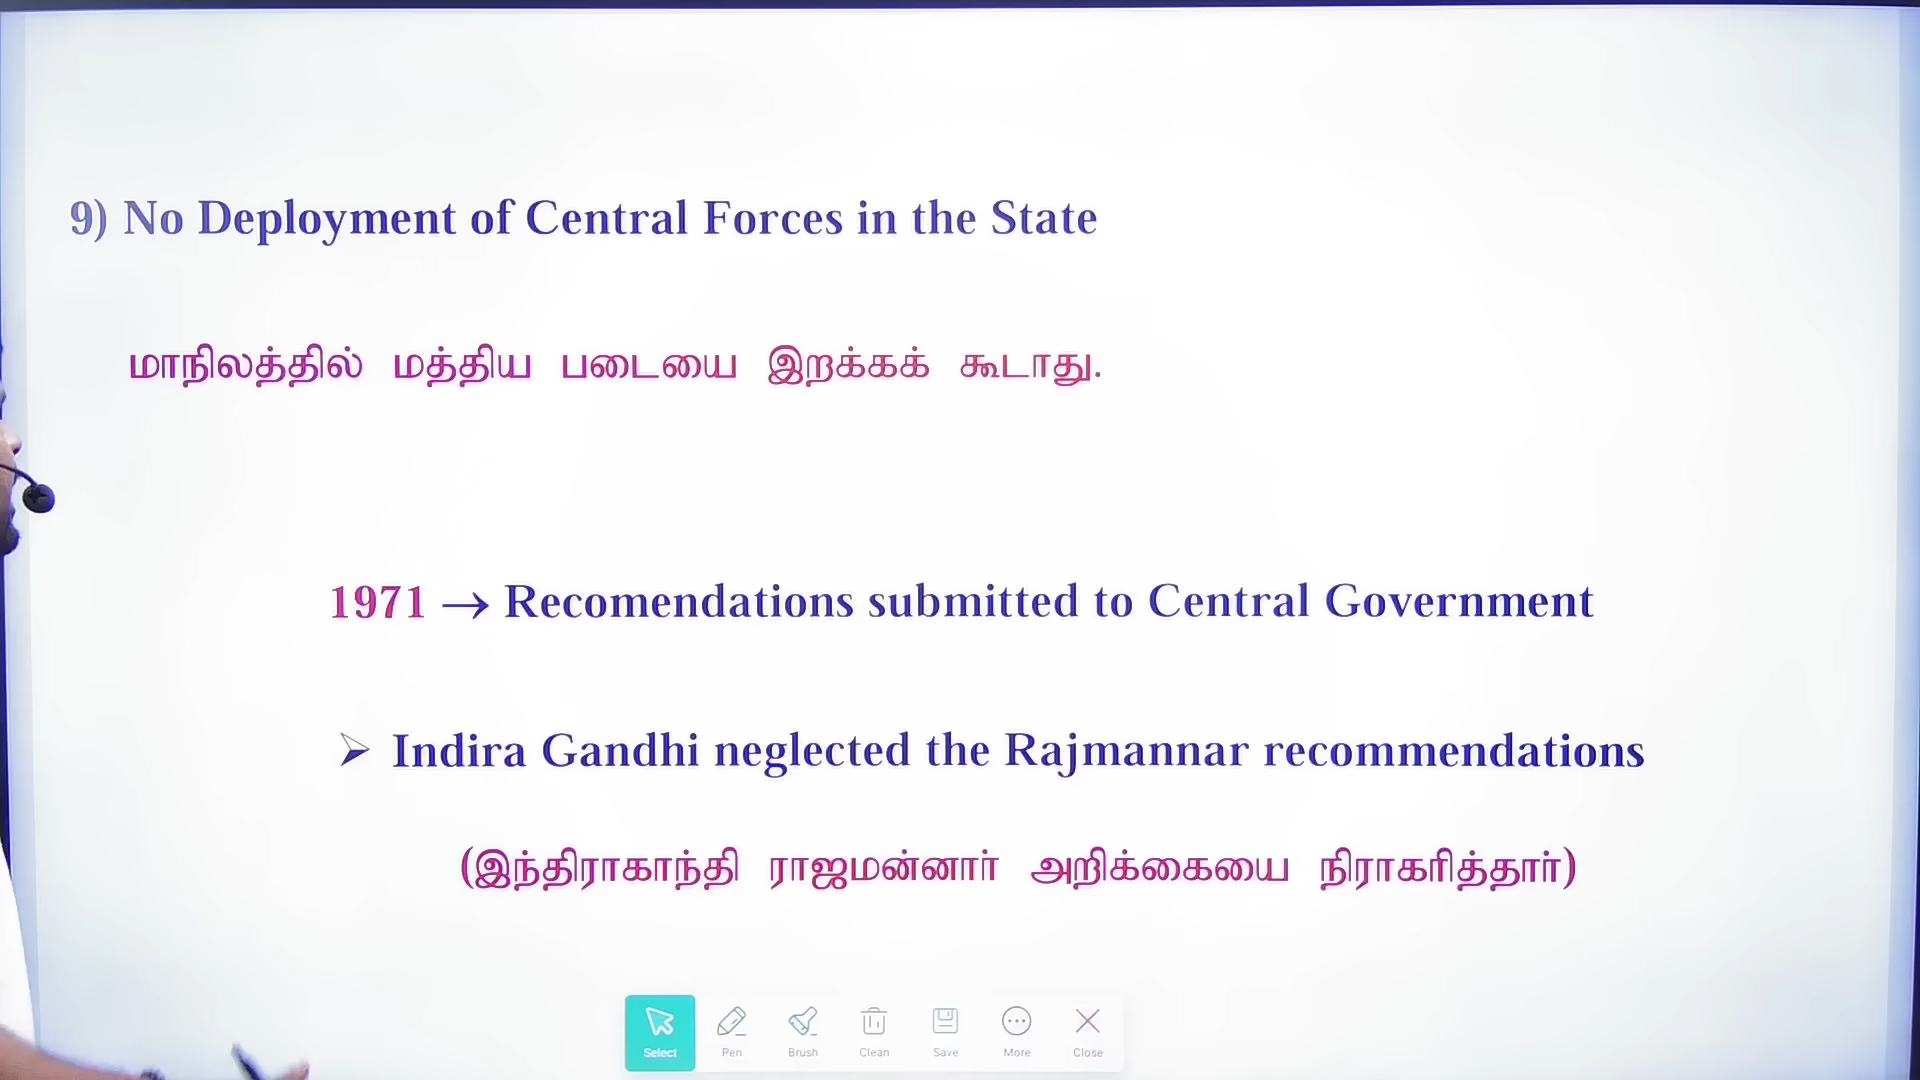 9) No Deployment of Central Forces in the State
மாநிலத்தில் மத்திய படையை இறக்கக் கூடாது.
1971 → Recomendations submitted to Central Government
➢ Indira Gandhi neglected the Rajmannar recommendations
(இந்திராகாந்தி ராஜமன்னார் அறிக்கையை நிராகரித்தார்)
Select Pen Brush Clean Save More Close